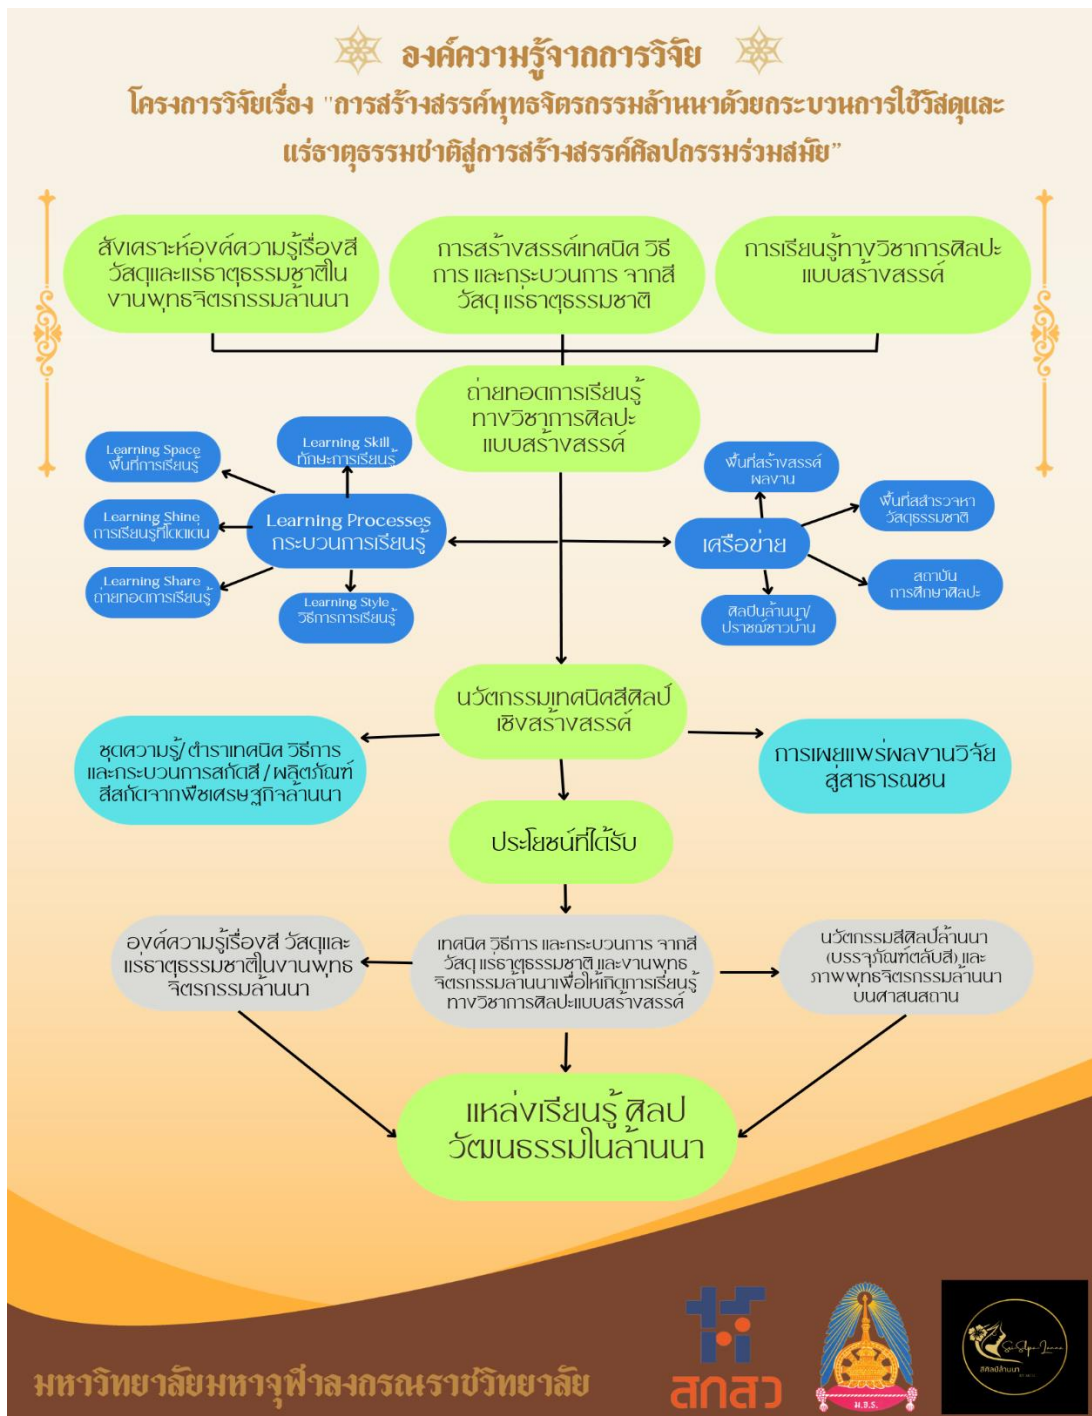 องค์ความรู้จากการวิจัย
โครงการวิจัยเรื่อง "การสร้างสรรค์พุทธจิตรกรรมล้านนาด้วยกระบวนการใช้วัสดุและ
แร่ธาตุธรรมชาติสู่การสร้างสรรค์ศิลปกรรมร่วมสมัย"
สังเคราะห์องค์ความรู้เรื่องสี
วัสดุและแร่ธาตุธรรมชาติใน
งานพุทธจิตรกรรมล้านนา
การสร้างสรรค์เทคนิค วิธี
การ และกระบวนการ จากสี
วัสดุ แร่ธาตุธรรมชาติ
การเรียนรู้ทางวิชาการศิลปะ
แบบสร้างสรรค์
ถ่ายทอดการเรียนรู้
ทางวิชาการศิลปะ
แบบสร้างสรรค์
Learning Space
พื้นที่การเรียนรู้
Learning Skill
ทักษะการเรียนรู้
Learning Shine
การเรียนรู้ที่โดดเด่น
Learning Processes
กระบวนการเรียนรู้
Learning Share
ถ่ายทอดการเรียนรู้
Learning Style
วิธีการการเรียนรู้
พื้นที่สร้างสรรค์
ผลงาน
พื้นที่สสำรวจหา
วัสดุธรรมชาติ
เครือข่าย
สถาบัน
การศึกษาศิลปะ
ศิลปินล้านนา/
ปราชญ์ชาวบ้าน
นวัตกรรมเทคนิคสีศิลป์
เชิงสร้างสรรค์
ชุดความรู้/ตำราเทคนิค วิธีการ
และกระบวนการสกัดสี /ผลิตภัณฑ์
สีสกัดจากพืชเศรษฐกิจล้านนา
การเผยแพร่ผลงานวิจัย
สู่สาธารณชน
ประโยชน์ที่ได้รับ
องค์ความรู้เรื่องสี วัสดุและ
แร่ธาตุธรรมชาติในงานพุทธ
จิตรกรรมล้านนา
เทคนิค วิธีการ และกระบวนการ จากสี
วัสดุ แร่ธาตุธรรมชาติ และงานพุทธ
จิตรกรรมล้านนาเพื่อให้เกิดการเรียนรู้
ทางวิชาการศิลปะแบบสร้างสรรค์
นวัตกรรมสีศิลป์ล้านนา
(บรรจุภัณฑ์ตลับสี) และ
ภาพพุทธจิตรกรรมล้านนา
บนศาสนสถาน
แหล่งเรียนรู้ ศิลป
วัฒนธรรมในล้านนา
มหาวิทยาลัยมหาจุฬาลงกรณราชวิทยาลัย
สกสว
ม.จ.ร.
Se Silpa Lanna
สีศิลป์ล้านนา